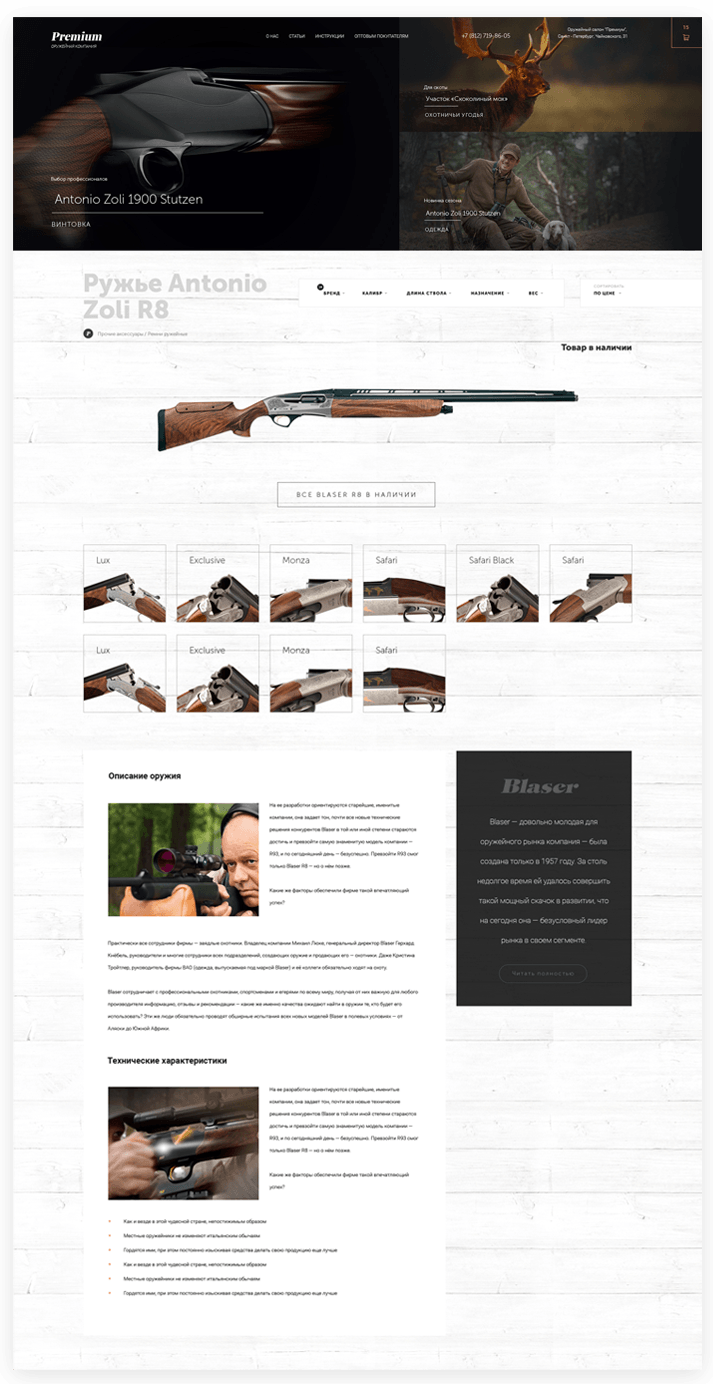 Premium
ОРУЖЕЙНАЯ КОМПАНИЯ
О НАС
СТАТЬИ
ИНСТРУКЦИИ
ОПТОВЫМ ПОКУПАТЕЛЯМ
+7 (812) 719-86-05
Оружейный салон "Премиум",
Санкт-Петербург, Чайковского, 31
15
Выбор профессионалов
Antonio Zoli 1900 Stutzen
ВИНТОВКА
Для охоты
Участок «Скоколиный мох»
ОХОТНИЧЬИ УГОДЬЯ
Новинка сезона
Antonio Zoli 1900 Stutzen
ОДЕЖДА
Ружье Antonio
Zoli R8
Прочие аксессуары / Ремни ружейные
БРЕНД
КАЛИБР
ДЛИНА СТВОЛА
НАЗНАЧЕНИЕ
ВЕС
СОРТИРОВАТЬ
ПО ЦЕНЕ
Товар в наличии
ВСЕ BLASER R8 В НАЛИЧИИ
Lux
Exclusive
Monza
Safari
Safari Black
Safari
Lux
Exclusive
Monza
Safari
Описание оружия
На ее разработки ориентируются старейшие, именитые
компании, она задает тон, почти все новые технические
решения конкурентов Blaser в той или иной степени стараются
достичь и превзойти самую знаменитую модель компании —
R93, и по сегодняшний день — безуспешно. Превзойти R93 смог
только Blaser R8 — но о нём позже.
Какие же факторы обеспечили фирме такой впечатляющий
успех?
Практически все сотрудники фирмы — заядлые охотники. Владелец компании Михаил Люке, генеральный директор Blaser Герхард
Кнёбель, руководители и многие сотрудники всех подразделений, создающих оружие и продающих его — охотники. Даже Кристина
Тройтлер, руководитель фирмы BAO (одежда, выпускаемая под маркой Blaser) и её коллеги обязательно ходят на охоту.
Blaser сотрудничает с профессиональными охотниками, спортсменами и егерями по всему миру, получая от них важную для любого
производителя информацию, отзывы и рекомендации — какие же именно качества ожидают найти в оружии те, кто будет его
использовать? Эти же люди обязательно проводят обширные испытания всех новых моделей Blaser в полевых условиях — от
Аляски до Южной Африки.
Технические характеристики
На ее разработки ориентируются старейшие, именитые
компании, она задает тон, почти все новые технические
решения конкурентов Blaser в той или иной степени стараются
достичь и превзойти самую знаменитую модель компании —
R93, и по сегодняшний день — безуспешно. Превзойти R93 смог
только Blaser R8 — но о нём позже.
Какие же факторы обеспечили фирме такой впечатляющий
успех?
Как и везде в этой чудесной стране, непостижимым образом
Местные оружейники не изменяют итальянским обычаям
Гордятся ими, при этом постоянно изыскивая средства делать свою продукцию еще лучше
Как и везде в этой чудесной стране, непостижимым образом
Местные оружейники не изменяют итальянским обычаям
Гордятся ими, при этом постоянно изыскивая средства делать свою продукцию еще лучше
Blaser
Blaser — довольно молодая для
оружейного рынка компания — была
создана только в 1957 году. За столь
недолгое время ей удалось совершить
такой мощный скачок в развитии, что
на сегодня она — безусловный лидер
рынка в своем сегменте
Читать полностью